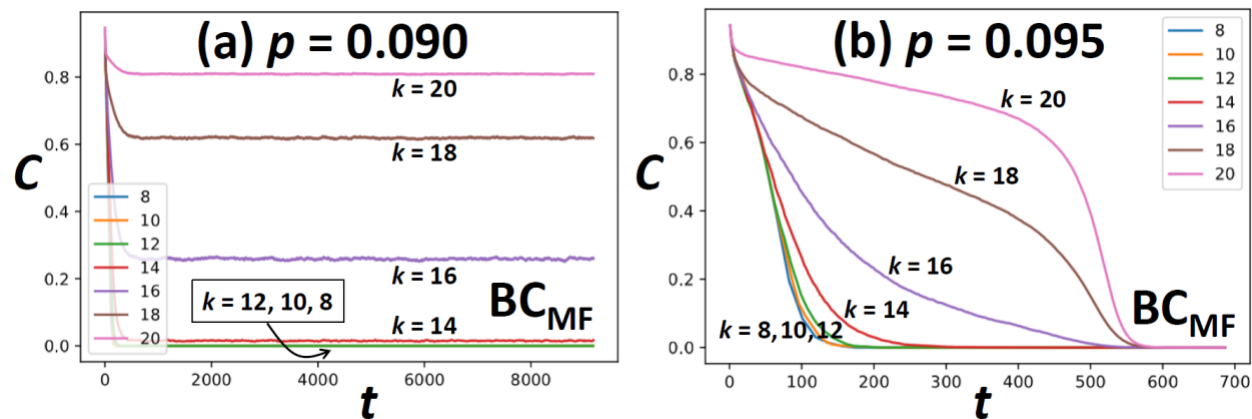 (a) p = 0.090
C
0.8
0.6
0.4
0.2
0.0
k = 20
k = 18
k = 16
k = 14
k = 12, 10, 8
8
10
12
14
16
18
20
BC_MF
0 2000 4000 6000 8000
t
(b) p = 0.095
C
0.8
0.6
0.4
0.2
0.0
k = 20
k = 18
k = 16
k = 14
k = 8, 10, 12
8
10
12
14
16
18
20
BC_MF
0 100 200 300 400 500 600 700
t